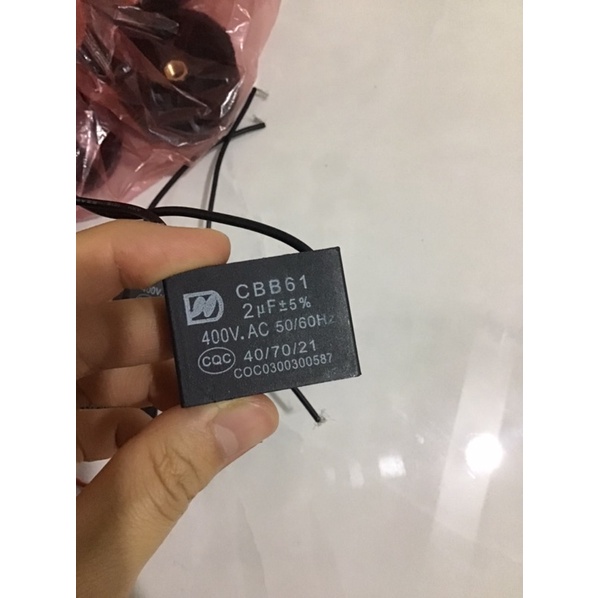 CBB61
2µF±5%
400V.AC 50/60Hz
CQC 40/70/21
COC0300300587